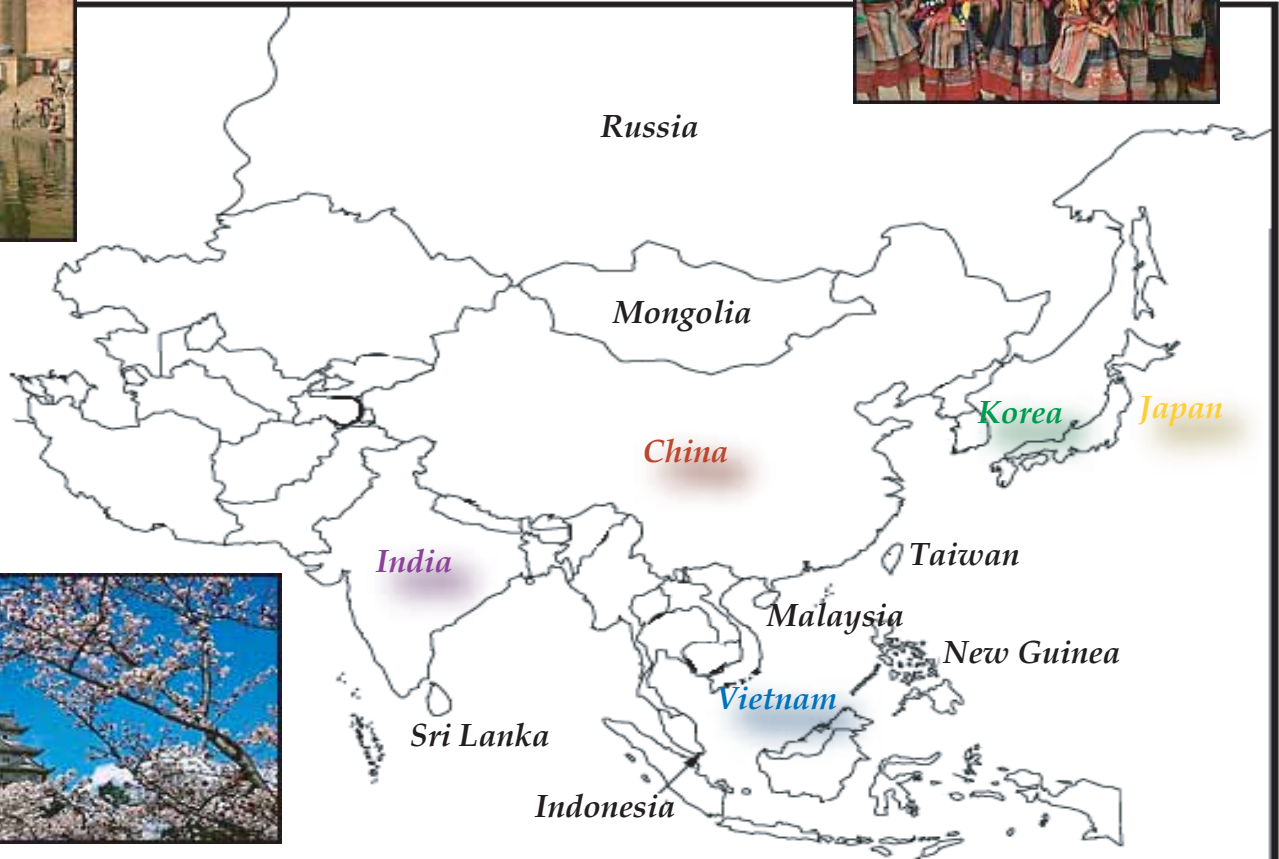 Russia
Mongolia
Korea
Japan
China
India
Taiwan
Malaysia
New Guinea
Vietnam
Sri Lanka
Indonesia